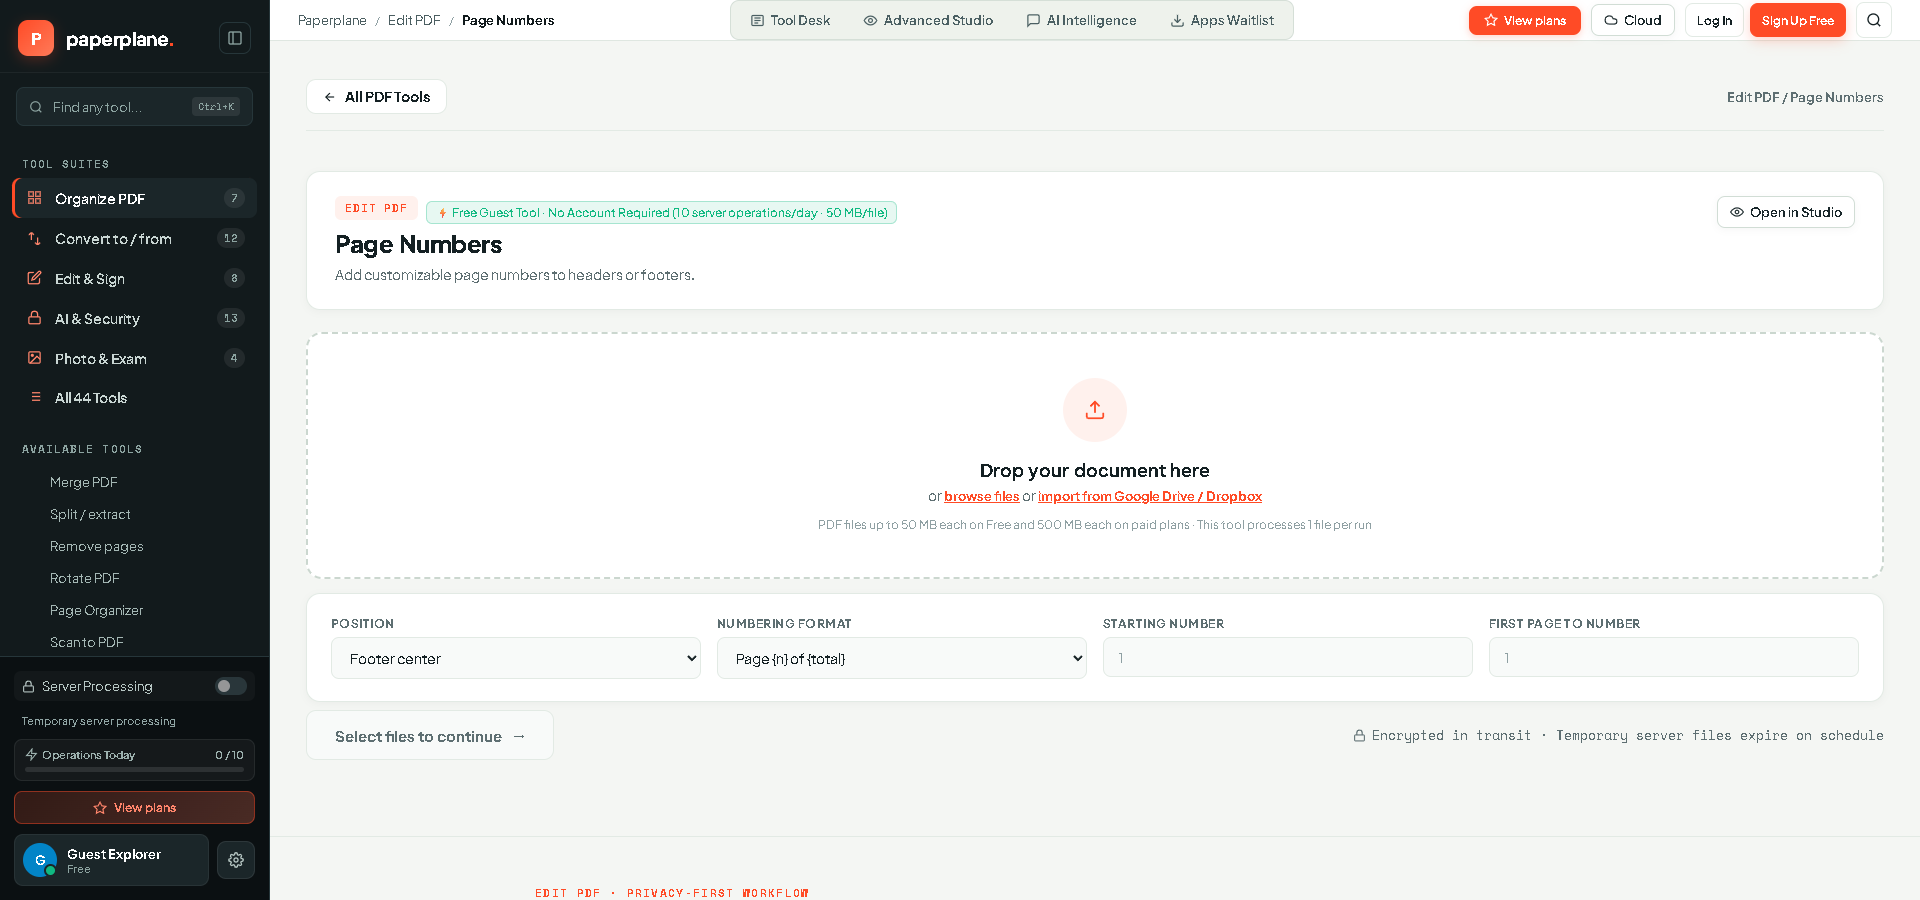 P paperplane.
Find any tool... Ctrl+K
TOOL SUITES
Organize PDF 7
Convert to / from 12
Edit & Sign 8
AI & Security 13
Photo & Exam 4
All 44 Tools
AVAILABLE TOOLS
Merge PDF
Split / extract
Remove pages
Rotate PDF
Page Organizer
Scan to PDF
Server Processing
Temporary server processing
Operations Today 0 / 10
View plans
G Guest Explorer
Free
Paperplane / Edit PDF / Page Numbers
Tool Desk Advanced Studio AI Intelligence Apps Waitlist
View plans Cloud Log In Sign Up Free
← All PDF Tools
Edit PDF / Page Numbers
EDIT PDF Free Guest Tool · No Account Required (10 server operations/day · 50 MB/file)
Open in Studio
Page Numbers
Add customizable page numbers to headers or footers.
Drop your document here
or browse files or import from Google Drive / Dropbox
PDF files up to 50 MB each on Free and 500 MB each on paid plans · This tool processes 1 file per run
POSITION NUMBERING FORMAT STARTING NUMBER FIRST PAGE TO NUMBER
Footer center Page {n} of {total} 1 1
Select files to continue →
Encrypted in transit · Temporary server files expire on schedule
EDIT PDF · PRIVACY-FIRST WORKFLOW